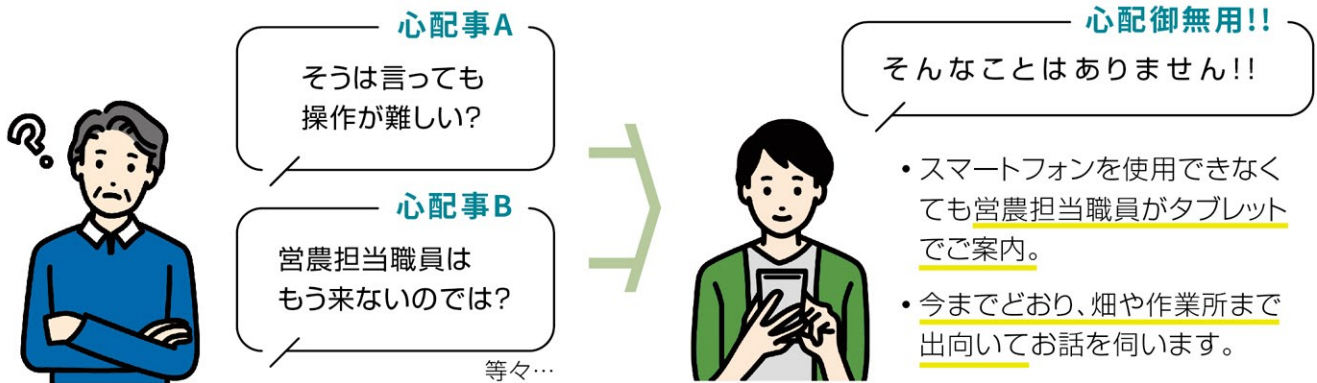 心配事A
そうは言っても
操作が難しい?
心配事B
営農担当職員は
もう来ないのでは?
等々…
心配御無用!!
そんなことはありません!!
•スマートフォンを使用できなく
ても営農担当職員がタブレット
でご案内。
•今までどおり、畑や作業所まで
出向いてお話を伺います。